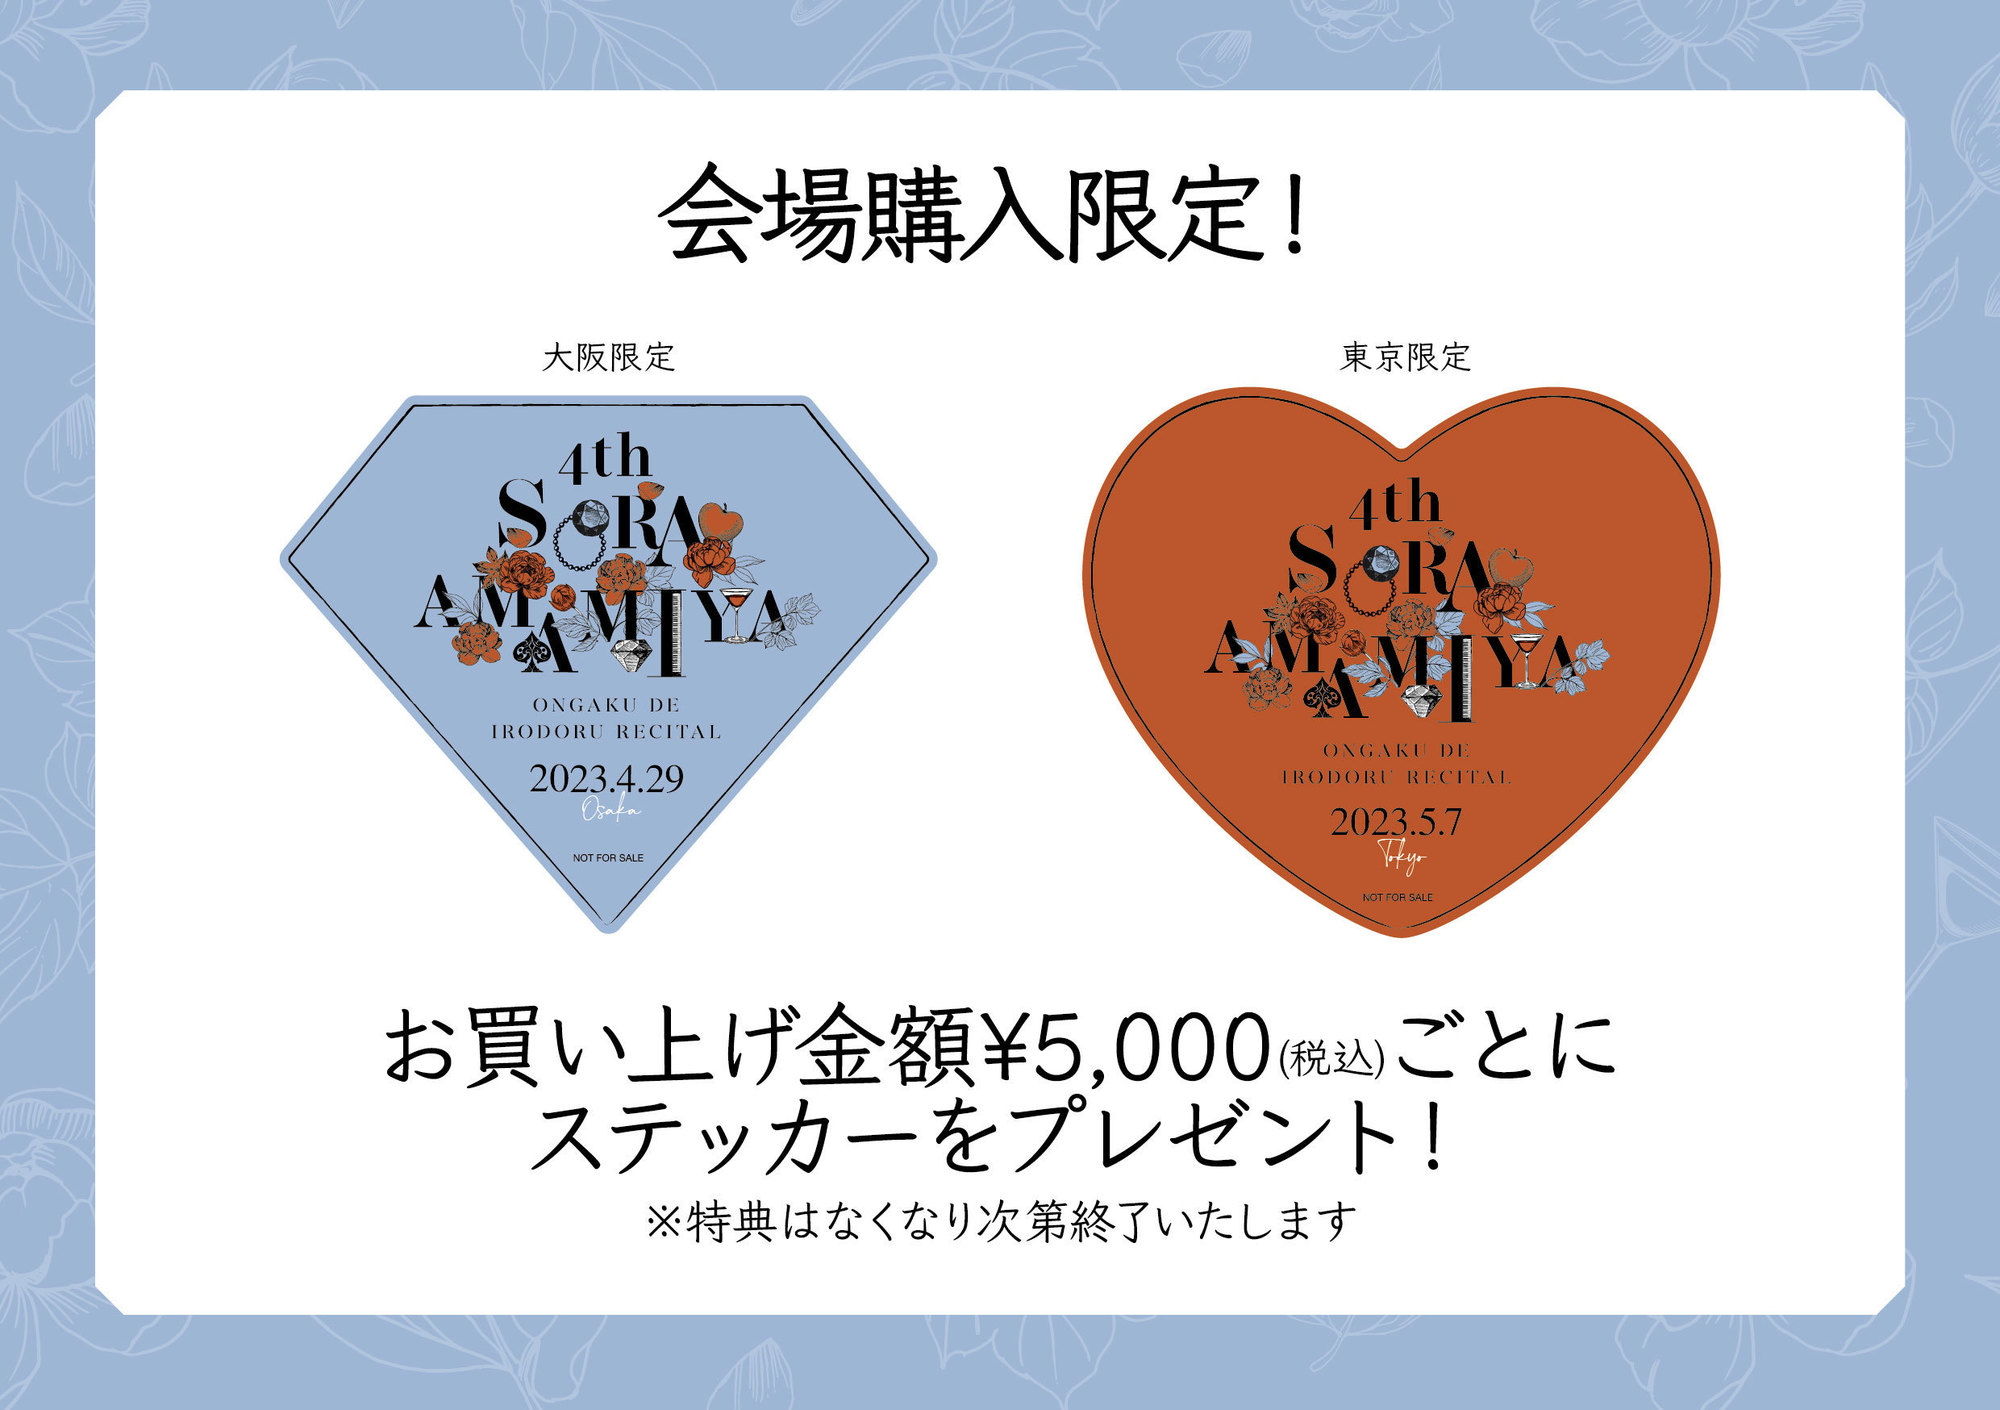 会場購入限定!
大阪限定
4th
SORA
AMAMIYA
ONGAKU DE
IRODORU RECITAL
2023.4.29
Osaka
NOT FOR SALE
東京限定
4th
SORA
AMAMIYA
ONGAKU DE
IRODORU RECITAL
2023.5.7
Tokyo
NOT FOR SALE
お買い上げ金額¥5,000(税込)ごとに
ステッカーをプレゼント!
※特典はなくなり次第終了いたします